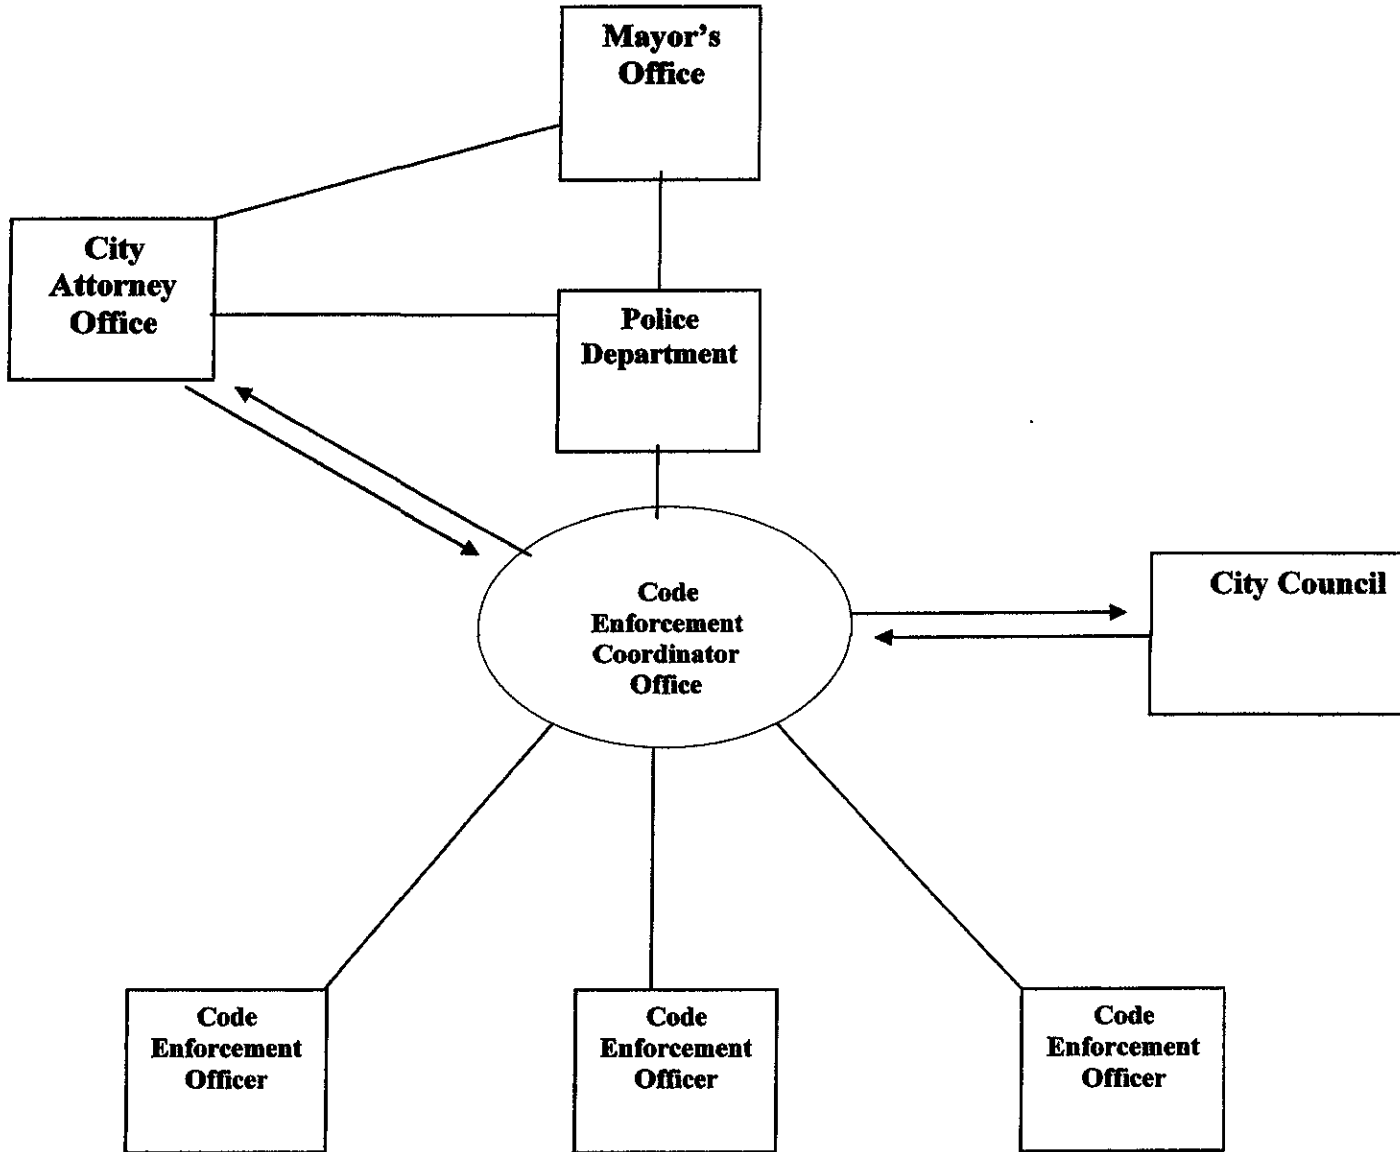 Mayor's
Office
City
Attorney
Office
Police
Department
Code
Enforcement
Coordinator
Office
City Council
Code
Enforcement
Officer
Code
Enforcement
Officer
Code
Enforcement
Officer